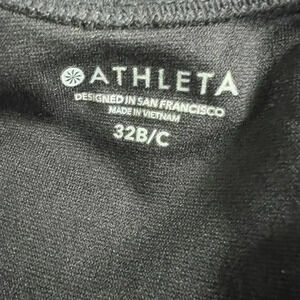 ATHLETA
DESIGNED IN SAN FRANCISCO
MADE IN VIETNAM
32B/C